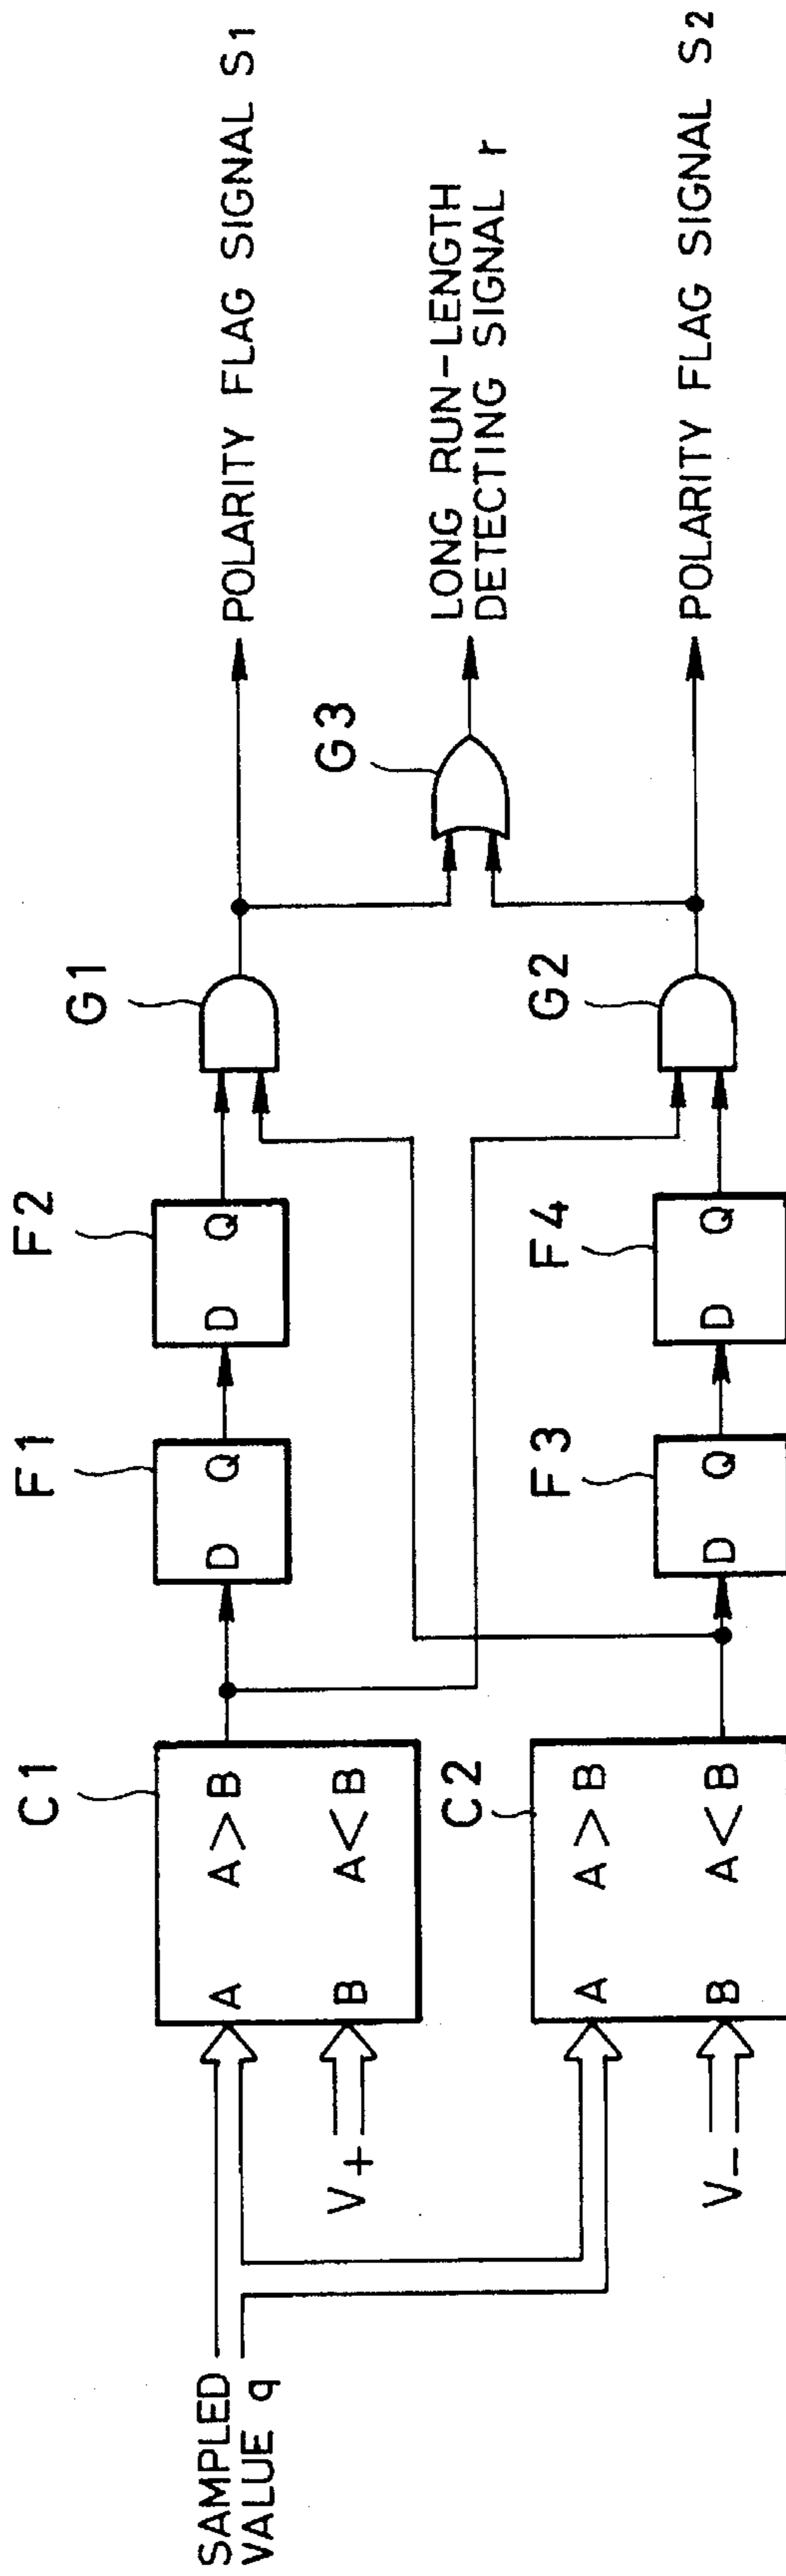 SAMPLED
VALUE q
V+
V−
C1
A A>B
B A<B
C2
A A>B
B A<B
F1
D Q
F2
D Q
F3
D Q
F4
D Q
G1
G2
G3
POLARITY FLAG SIGNAL S1
LONG RUN-LENGTH
DETECTING SIGNAL r
POLARITY FLAG SIGNAL S2